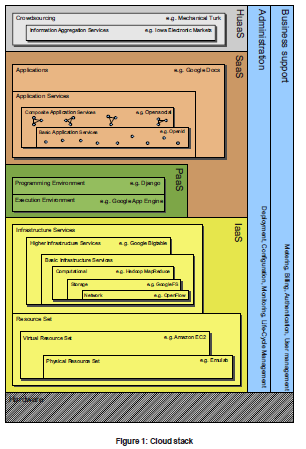 Crowdsourcing e.g. Mechanical Turk
Information Aggregation Services e.g. Iowa Electronic Markets
HuaaS
Applications e.g. Google Docs
Application Services
Composite Application Services e.g. Opensocial
Basic Application Services e.g. OpenId
SaaS
Programming Environment e.g. Django
Execution Environment e.g. Google App Engine
PaaS
Infrastructure Services
Higher Infrastructure Services e.g. Google Bigtable
Basic Infrastructure Services
Computational e.g. Hadoop MapReduce
Storage e.g. GoogleFS
Network e.g. OpenFlow
Resource Set
Virtual Resource Set e.g. Amazon EC2
Physical Resource Set e.g. Emulab
IaaS
Hardware
Administration
Deployment, Configuration, Monitoring, Life-Cycle Management
Business support
Metering, Billing, Authentication, User management
Figure 1: Cloud stack